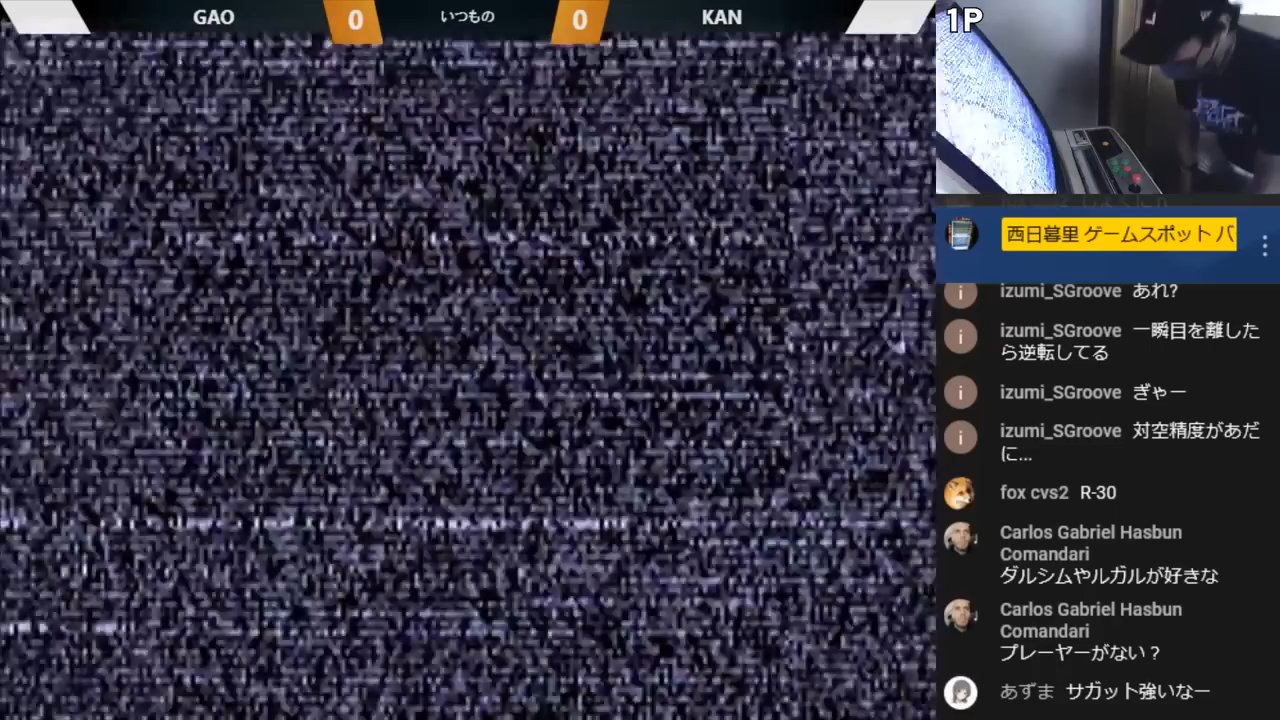 GAO 0 いつもの 0 KAN
1P
西日暮里 ゲームスポット バ
izumi_SGroove あれ?
izumi_SGroove 一瞬目を離した
ら逆転してる
izumi_SGroove ぎゃー
izumi_SGroove 対空精度があだ
に...
fox cvs2 R-30
Carlos Gabriel Hasbun
Comandari
ダルシムやルガルが好きな
Carlos Gabriel Hasbun
Comandari
プレーヤーがない？
あずま サガット強いなー